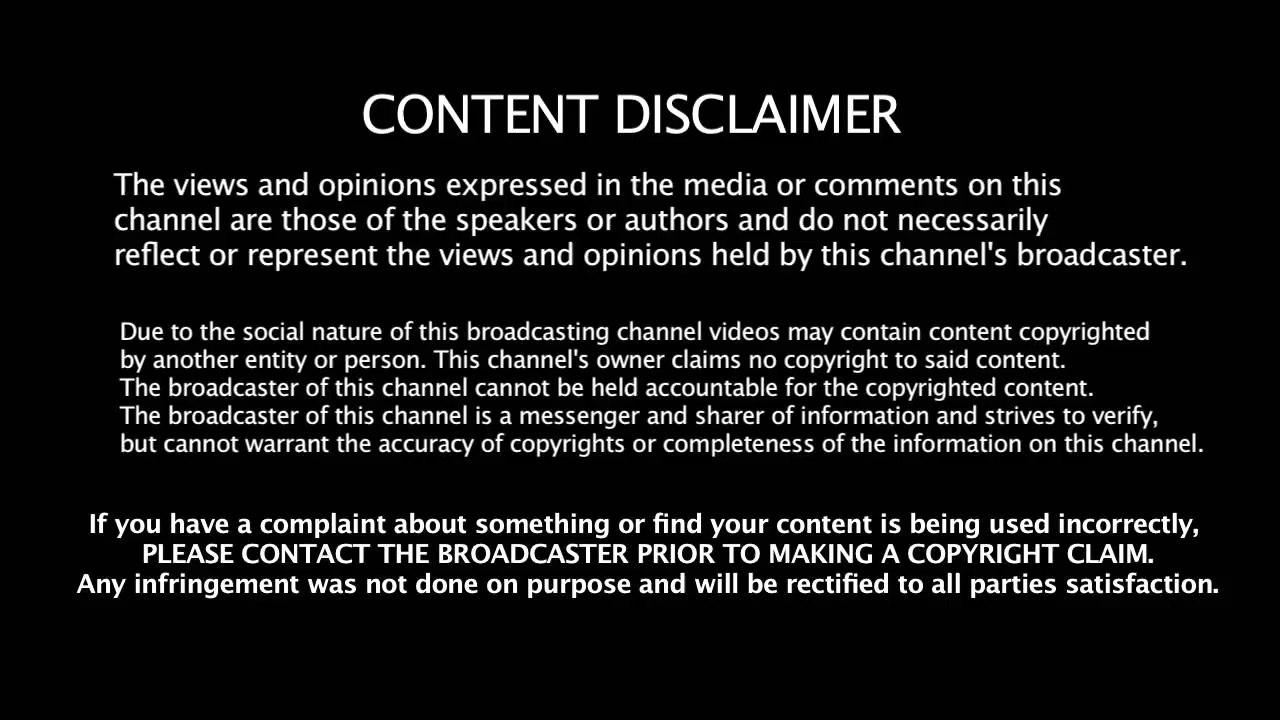 CONTENT DISCLAIMER
The views and opinions expressed in the media or comments on this
channel are those of the speakers or authors and do not necessarily
reflect or represent the views and opinions held by this channel's broadcaster.
Due to the social nature of this broadcasting channel videos may contain content copyrighted
by another entity or person. This channel's owner claims no copyright to said content.
The broadcaster of this channel cannot be held accountable for the copyrighted content.
The broadcaster of this channel is a messenger and sharer of information and strives to verify,
but cannot warrant the accuracy of copyrights or completeness of the information on this channel.
If you have a complaint about something or find your content is being used incorrectly,
PLEASE CONTACT THE BROADCASTER PRIOR TO MAKING A COPYRIGHT CLAIM.
Any infringement was not done on purpose and will be rectified to all parties satisfaction.